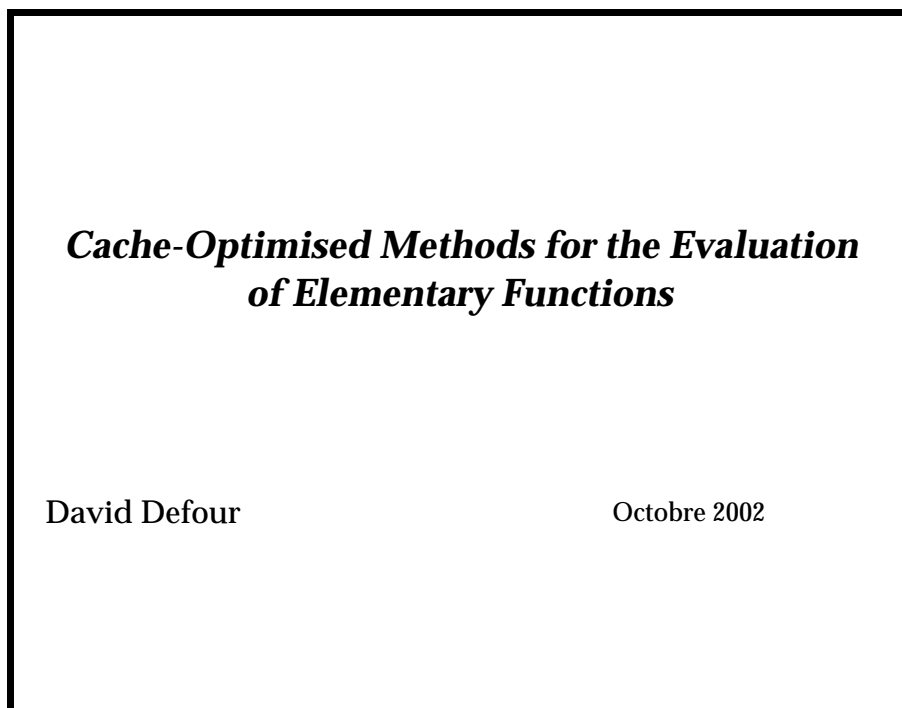 Cache-Optimised Methods for the Evaluation
of Elementary Functions
David Defour
Octobre 2002